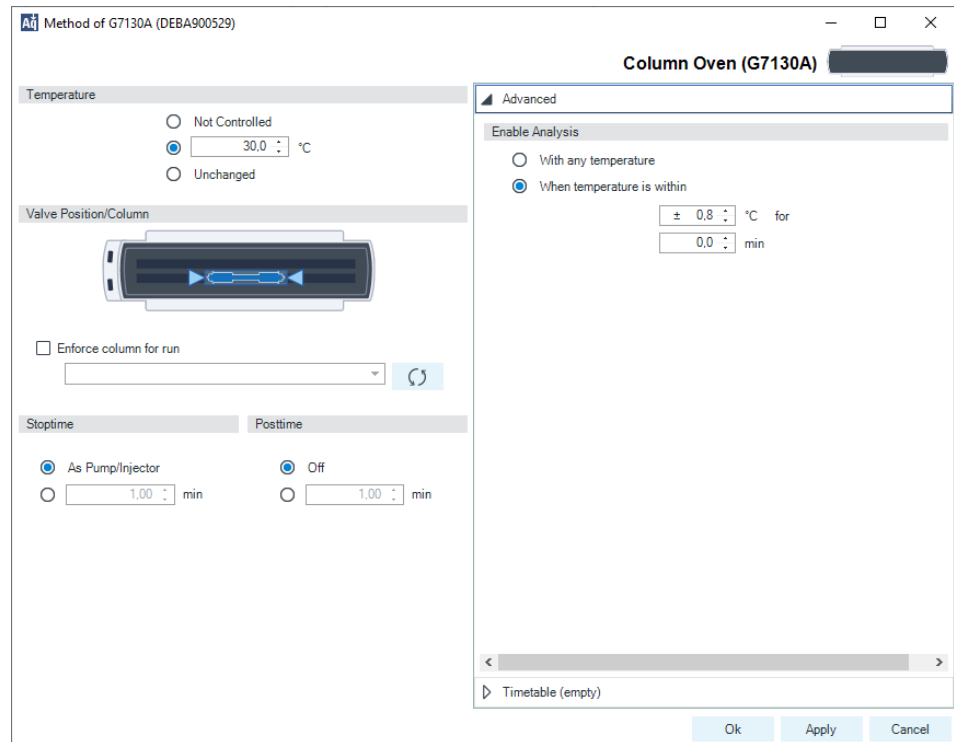 Method of G7130A (DEBA900529)
Column Oven (G7130A)
Temperature
Not Controlled
30,0 °C
Unchanged
Valve Position/Column
Enforce column for run
Stoptime
As Pump/Injector
1,00 min
Posttime
Off
1,00 min
Advanced
Enable Analysis
With any temperature
When temperature is within
± 0,8 °C for
0,0 min
Timetable (empty)
Ok Apply Cancel